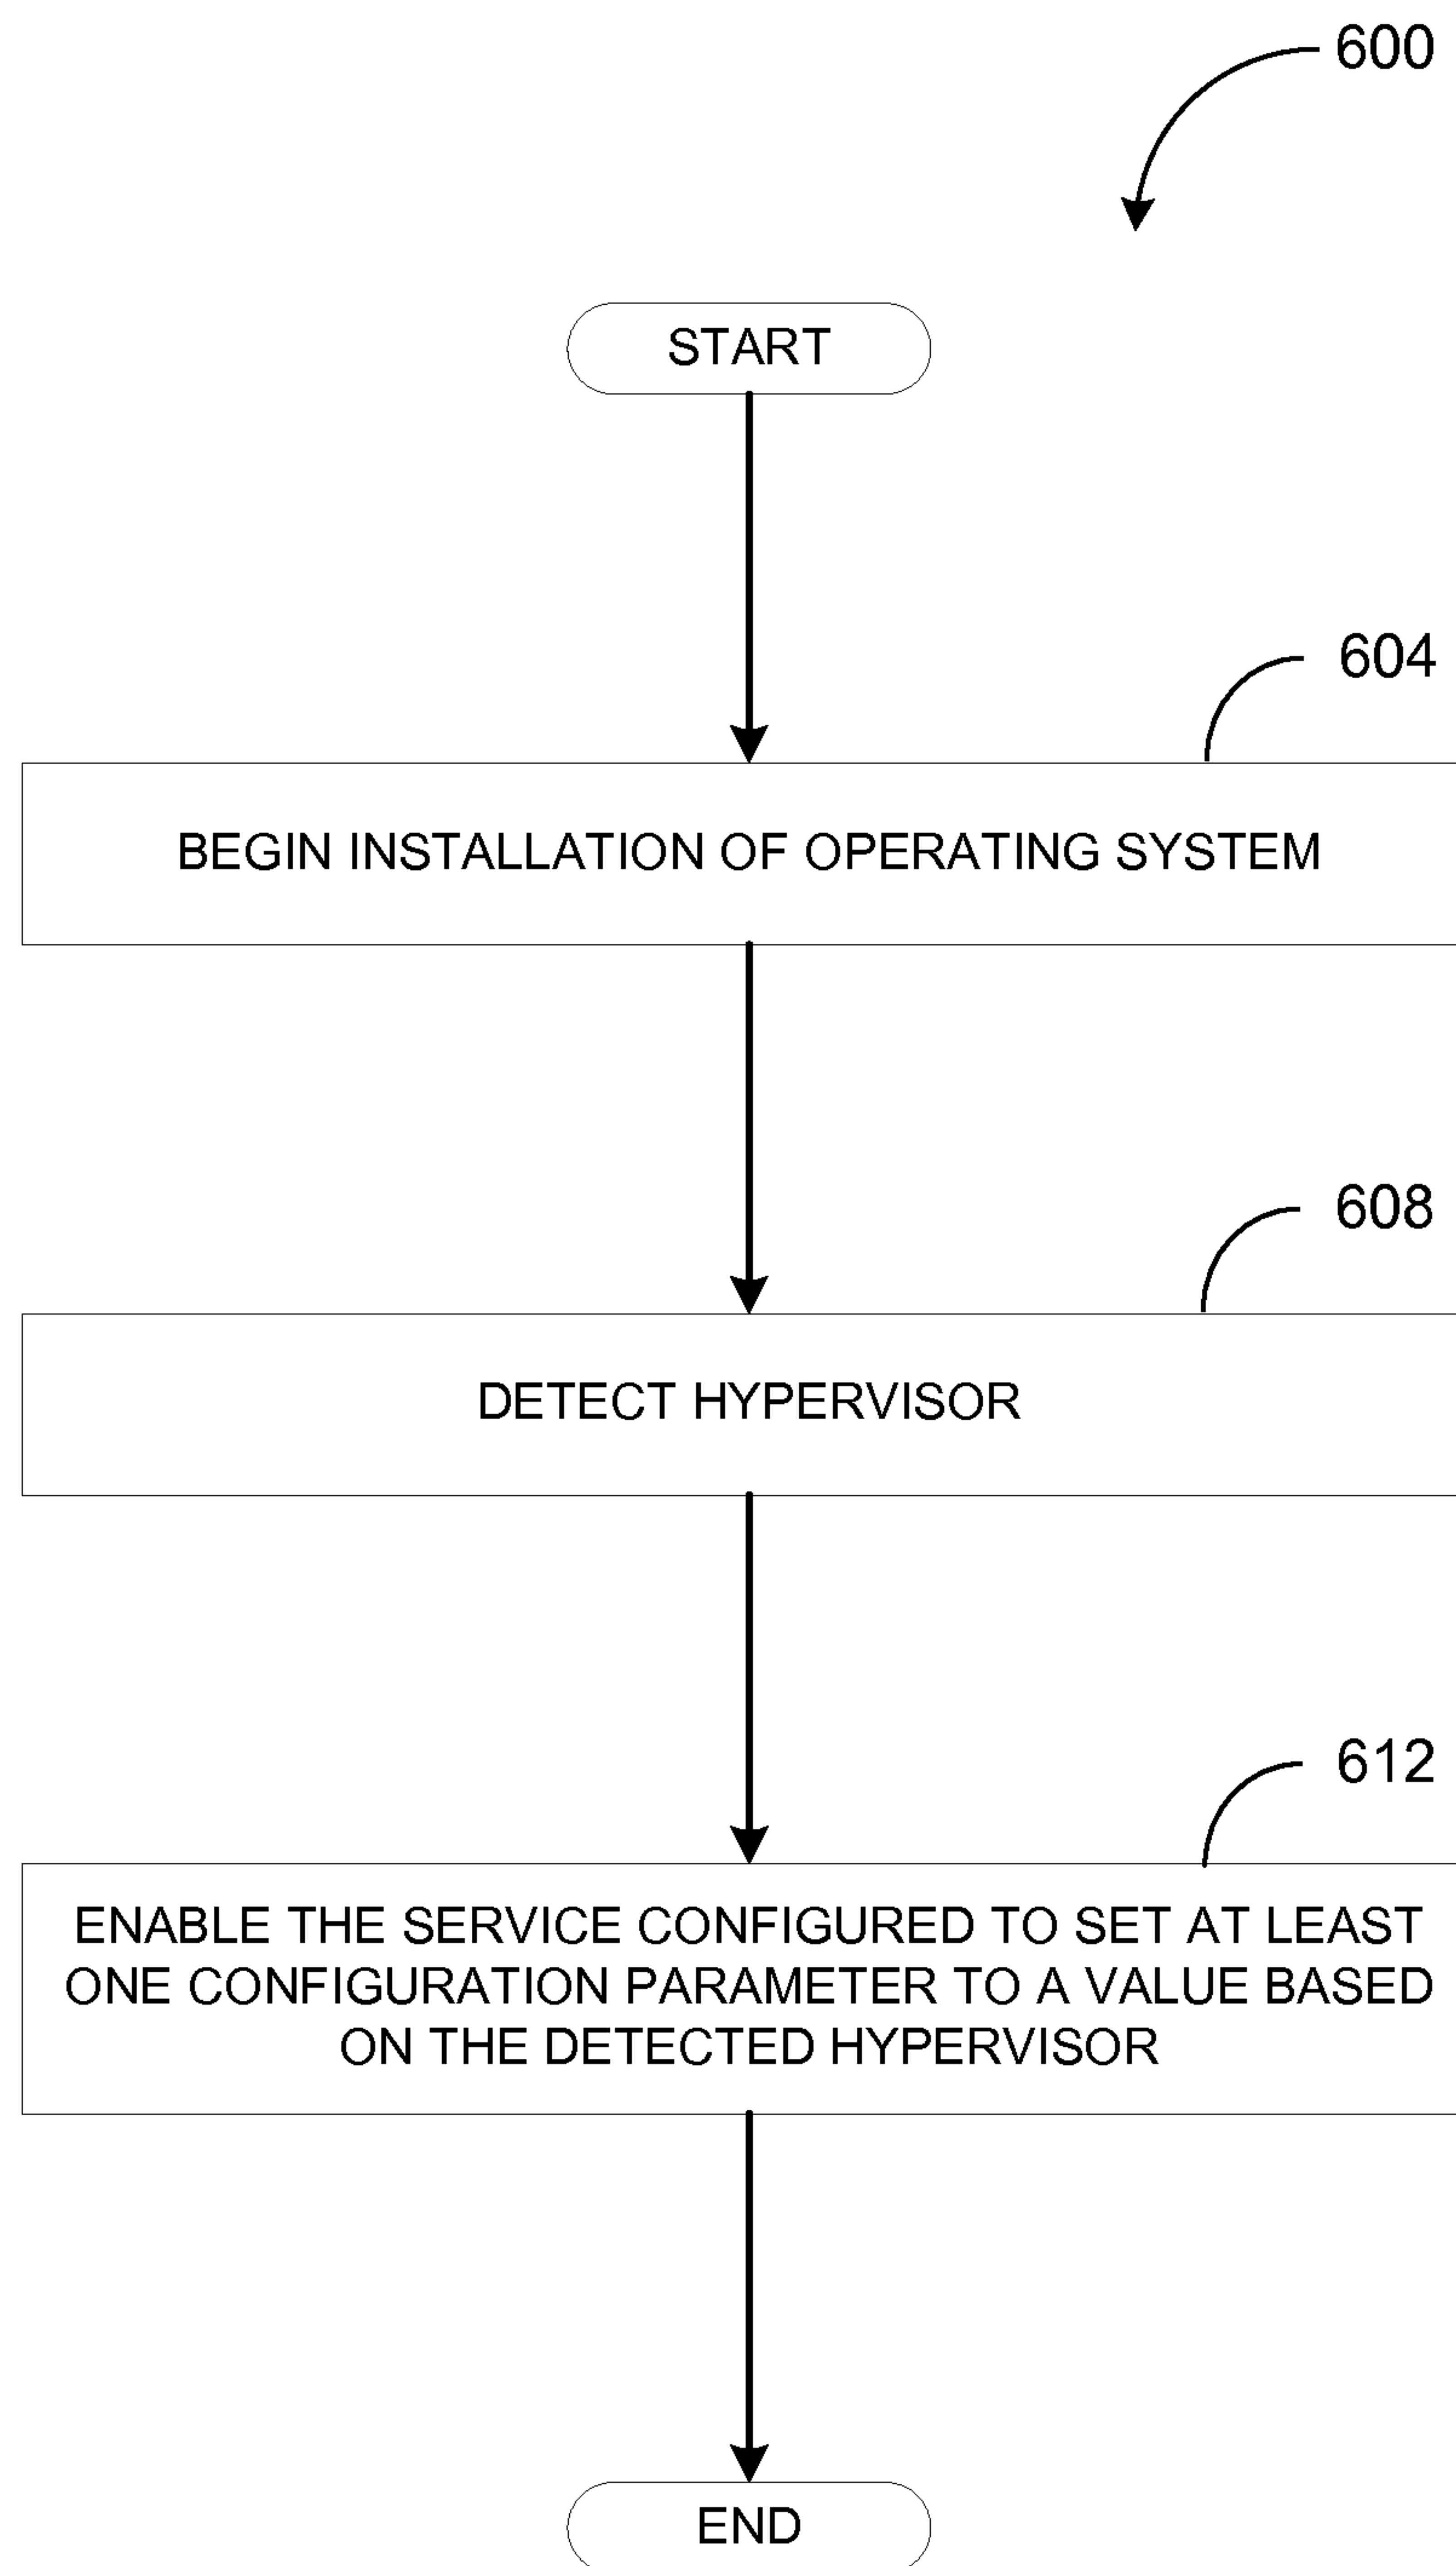 600
START
604
BEGIN INSTALLATION OF OPERATING SYSTEM
608
DETECT HYPERVISOR
612
ENABLE THE SERVICE CONFIGURED TO SET AT LEAST
ONE CONFIGURATION PARAMETER TO A VALUE BASED
ON THE DETECTED HYPERVISOR
END